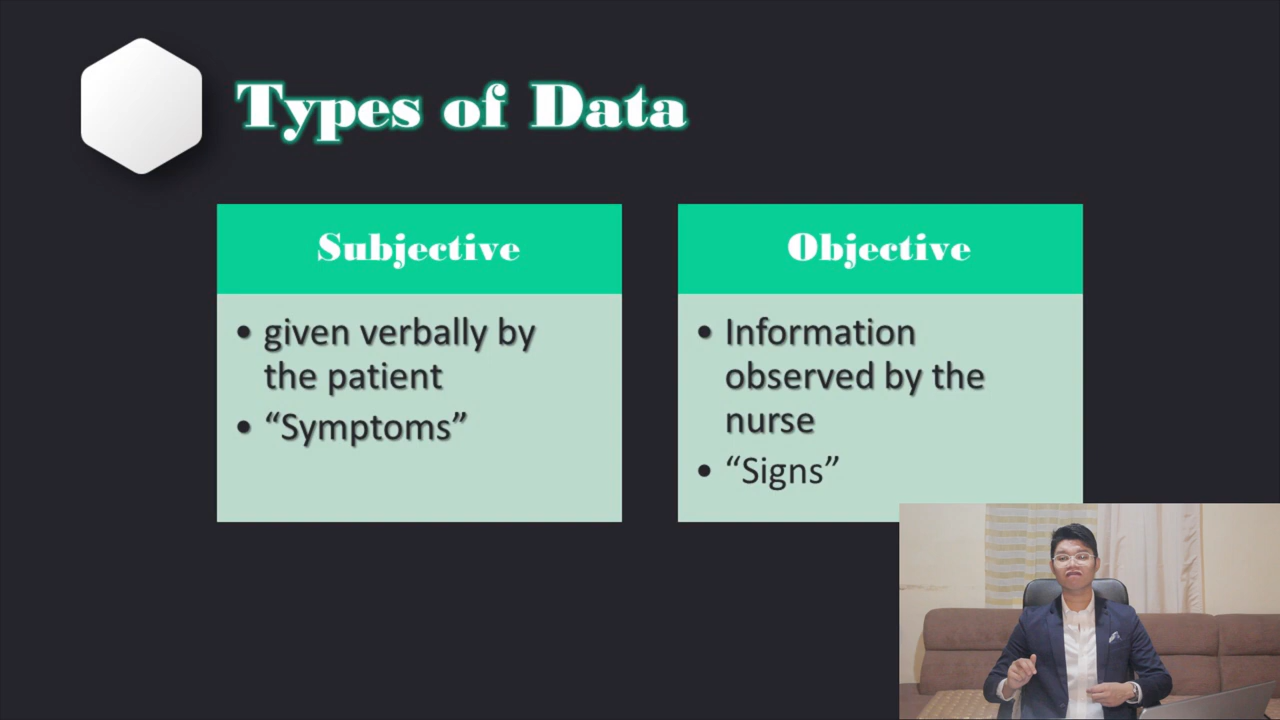 Types of Data
Subjective
• given verbally by
the patient
• “Symptoms”
Objective
• Information
observed by the
nurse
• “Signs”